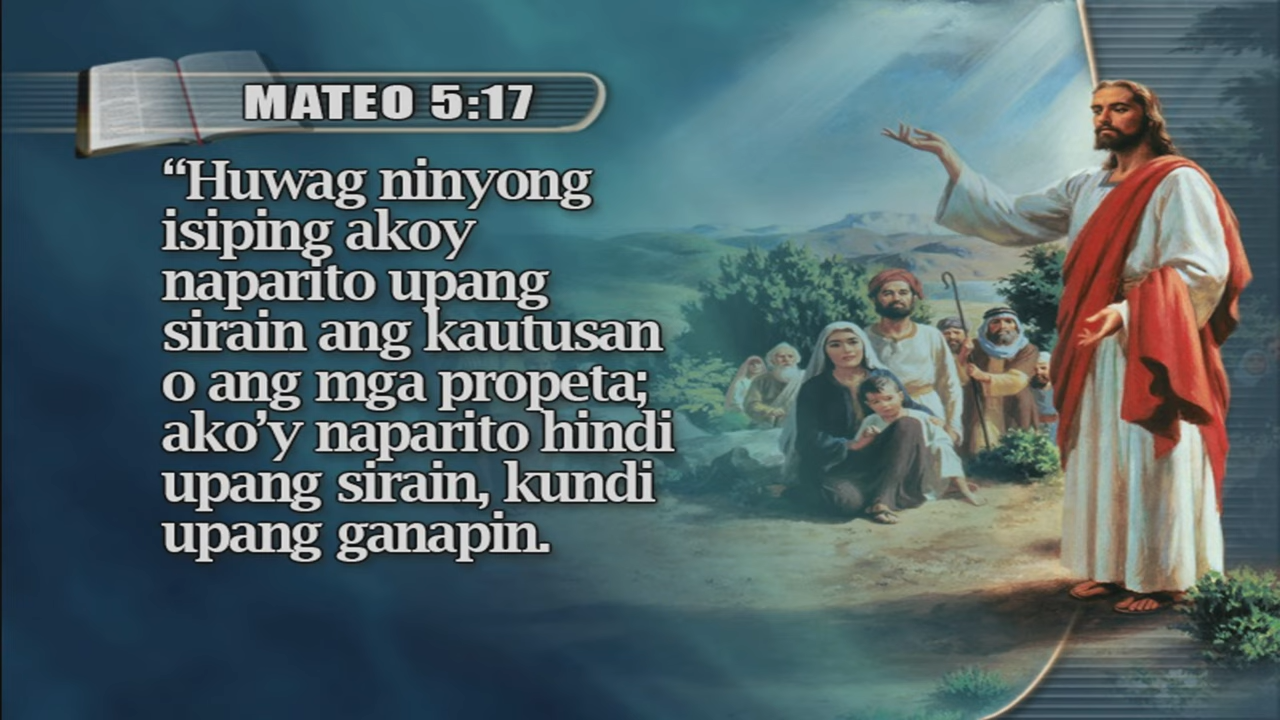 MATEO 5:17
“Huwag ninyong
isiping akoy
naparito upang
sirain ang kautusan
o ang mga propeta;
ako’y naparito hindi
upang sirain, kundi
upang ganapin.